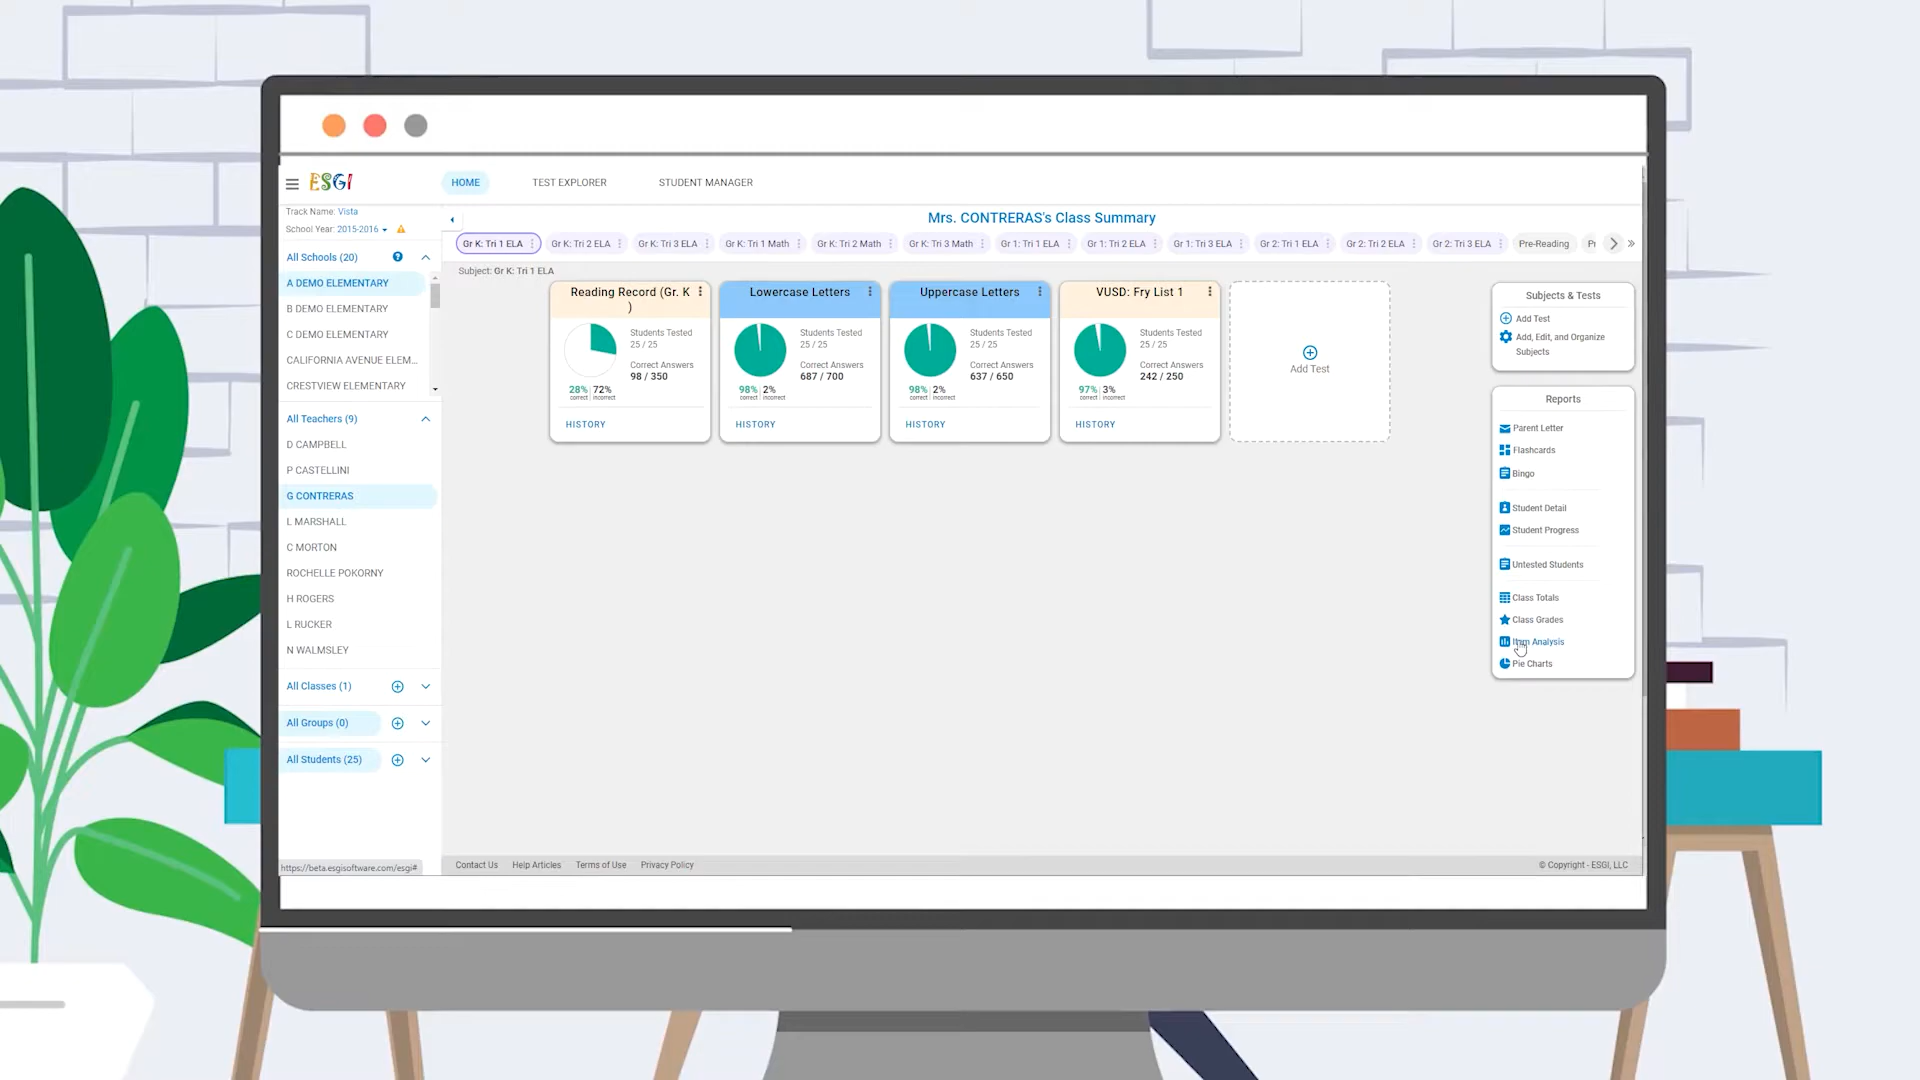 ESGI
HOME
TEST EXPLORER
STUDENT MANAGER
Track Name: Vista
School Year: 2015-2016
All Schools (20)
A DEMO ELEMENTARY
B DEMO ELEMENTARY
C DEMO ELEMENTARY
CALIFORNIA AVENUE ELEM...
CRESTVIEW ELEMENTARY
All Teachers (9)
D CAMPBELL
P CASTELLINI
G CONTRERAS
L MARSHALL
C MORTON
ROCHELLE POKORNY
H ROGERS
L RUCKER
N WALMSLEY
All Classes (1)
All Groups (0)
All Students (25)
https://beta.esgisoftware.com/esgi#
Mrs. CONTRERAS's Class Summary
Gr K: Tri 1 ELA
Gr K: Tri 2 ELA
Gr K: Tri 3 ELA
Gr K: Tri 1 Math
Gr K: Tri 2 Math
Gr K: Tri 3 Math
Gr 1: Tri 1 ELA
Gr 1: Tri 2 ELA
Gr 1: Tri 3 ELA
Gr 2: Tri 1 ELA
Gr 2: Tri 2 ELA
Gr 2: Tri 3 ELA
Pre-Reading
Subject: Gr K: Tri 1 ELA
Reading Record (Gr. K
)
Students Tested
25 / 25
Correct Answers
98 / 350
28% 72%
correct incorrect
HISTORY
Lowercase Letters
Students Tested
25 / 25
Correct Answers
687 / 700
98% 2%
correct incorrect
HISTORY
Uppercase Letters
Students Tested
25 / 25
Correct Answers
637 / 650
98% 2%
correct incorrect
HISTORY
VUSD: Fry List 1
Students Tested
25 / 25
Correct Answers
242 / 250
97% 3%
correct incorrect
HISTORY
Add Test
Subjects & Tests
Add Test
Add, Edit, and Organize
Subjects
Reports
Parent Letter
Flashcards
Bingo
Student Detail
Student Progress
Untested Students
Class Totals
Class Grades
Item Analysis
Pie Charts
Contact Us
Help Articles
Terms of Use
Privacy Policy
© Copyright - ESGI, LLC